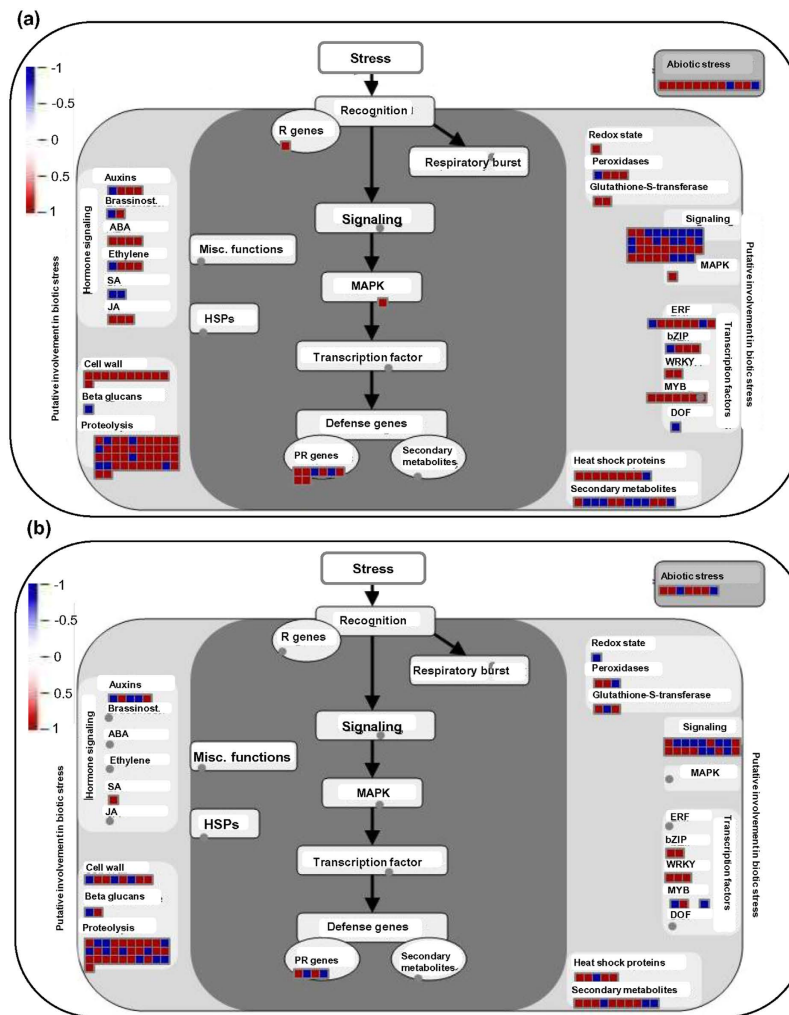 (a)
-1
-0.5
0
0.5
1
Stress
Abiotic stress
Recognition
R genes
Respiratory burst
Redox state
Peroxidases
Glutathione-S-transferase
Auxins
Brassinost.
ABA
Ethylene
SA
JA
Hormone signaling
Putative involvement in biotic stress
Signaling
Misc. functions
MAPK
HSPs
Transcription factor
Signaling
MAPK
Putative involvement in biotic stress
ERF
bZIP
WRKY
MYB
DOF
Transcription factors
Cell wall
Beta glucans
Proteolysis
Defense genes
PR genes
Secondary
metabolites
Heat shock proteins
Secondary metabolites
(b)
-1
-0.5
0
0.5
1
Stress
Abiotic stress
Recognition
R genes
Respiratory burst
Redox state
Peroxidases
Glutathione-S-transferase
Auxins
Brassinost.
ABA
Ethylene
SA
JA
Hormone signaling
Putative involvement in biotic stress
Signaling
Misc. functions
MAPK
HSPs
Transcription factor
Signaling
MAPK
Putative involvement in biotic stress
ERF
bZIP
WRKY
MYB
DOF
Transcription factors
Cell wall
Beta glucans
Proteolysis
Defense genes
PR genes
Secondary
metabolites
Heat shock proteins
Secondary metabolites